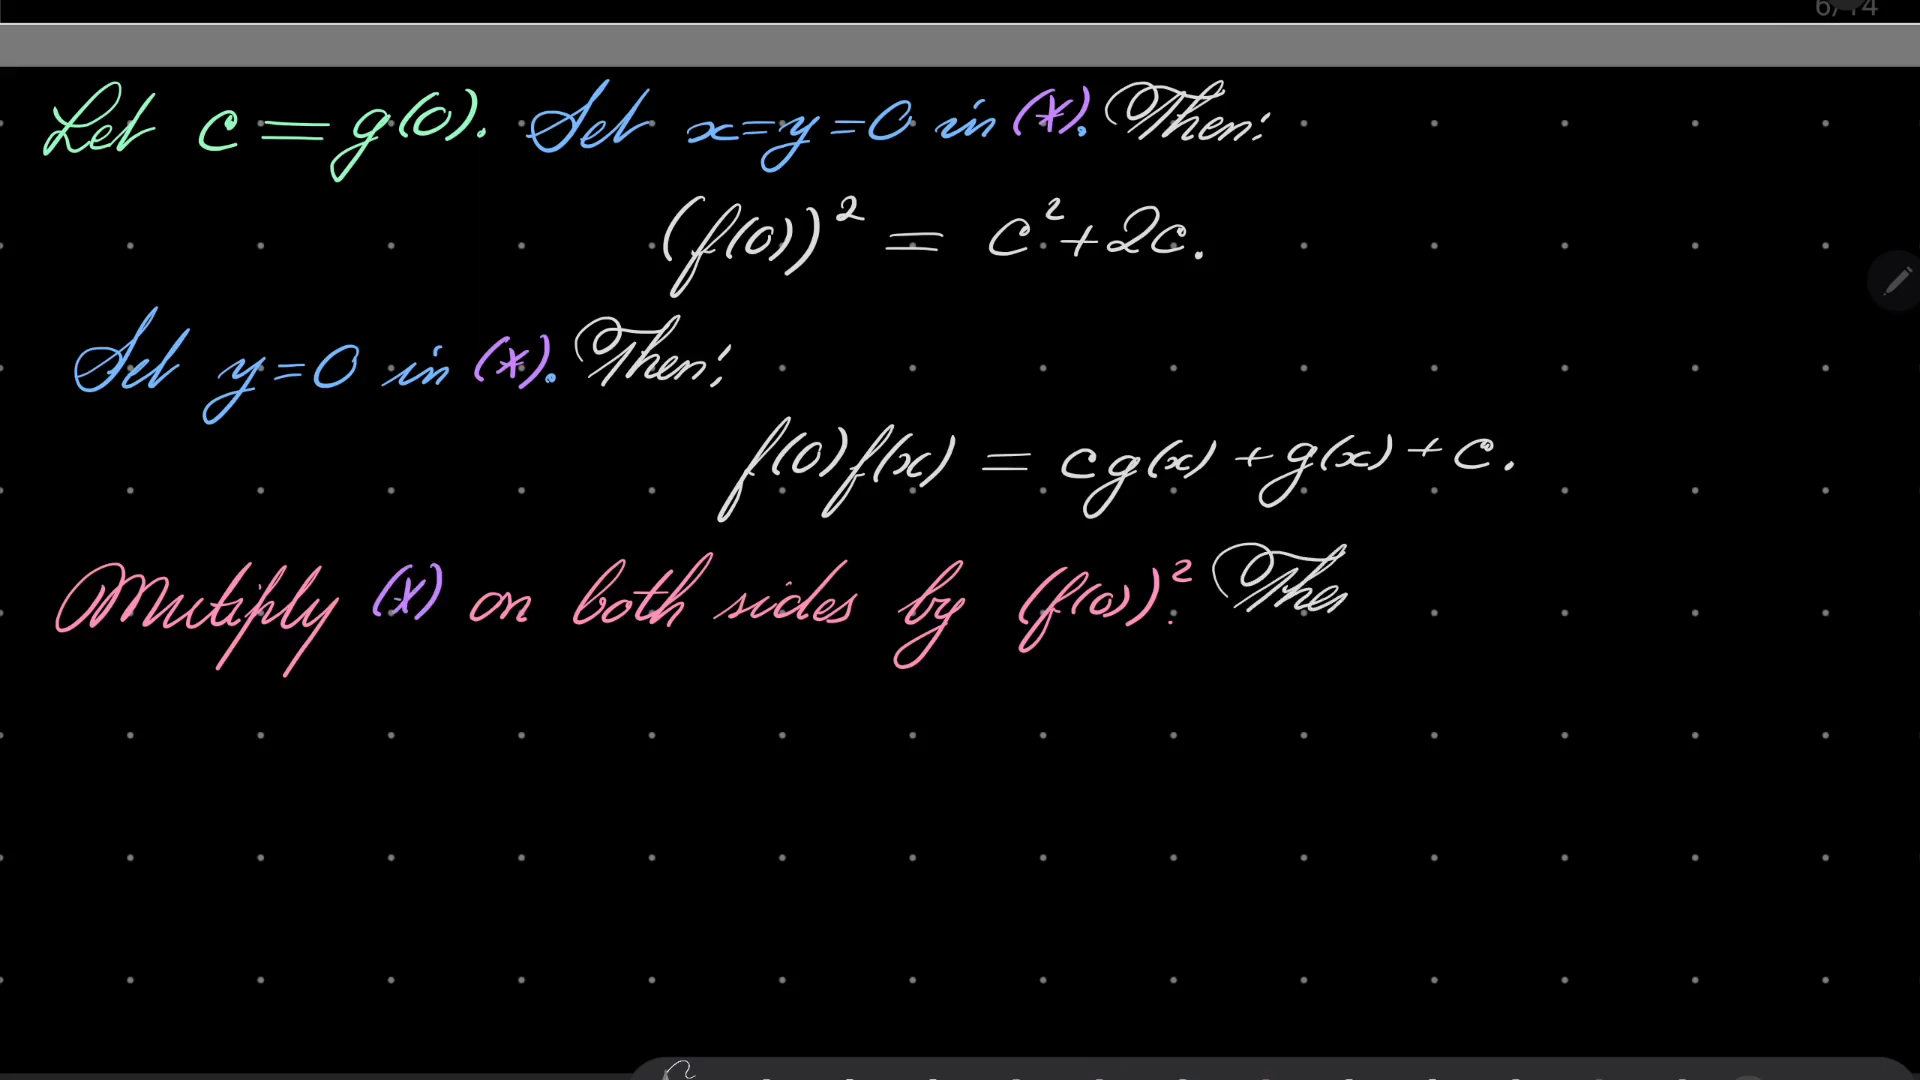 Let c = g(0). Set x=y=0 in (*). Then:
(f(0))² = c²+2c.
Set y=0 in (*). Then:
f(0)f(x) = cg(x)+g(x)+c.
Mutiply (*) on both sides by (f(0))². Then